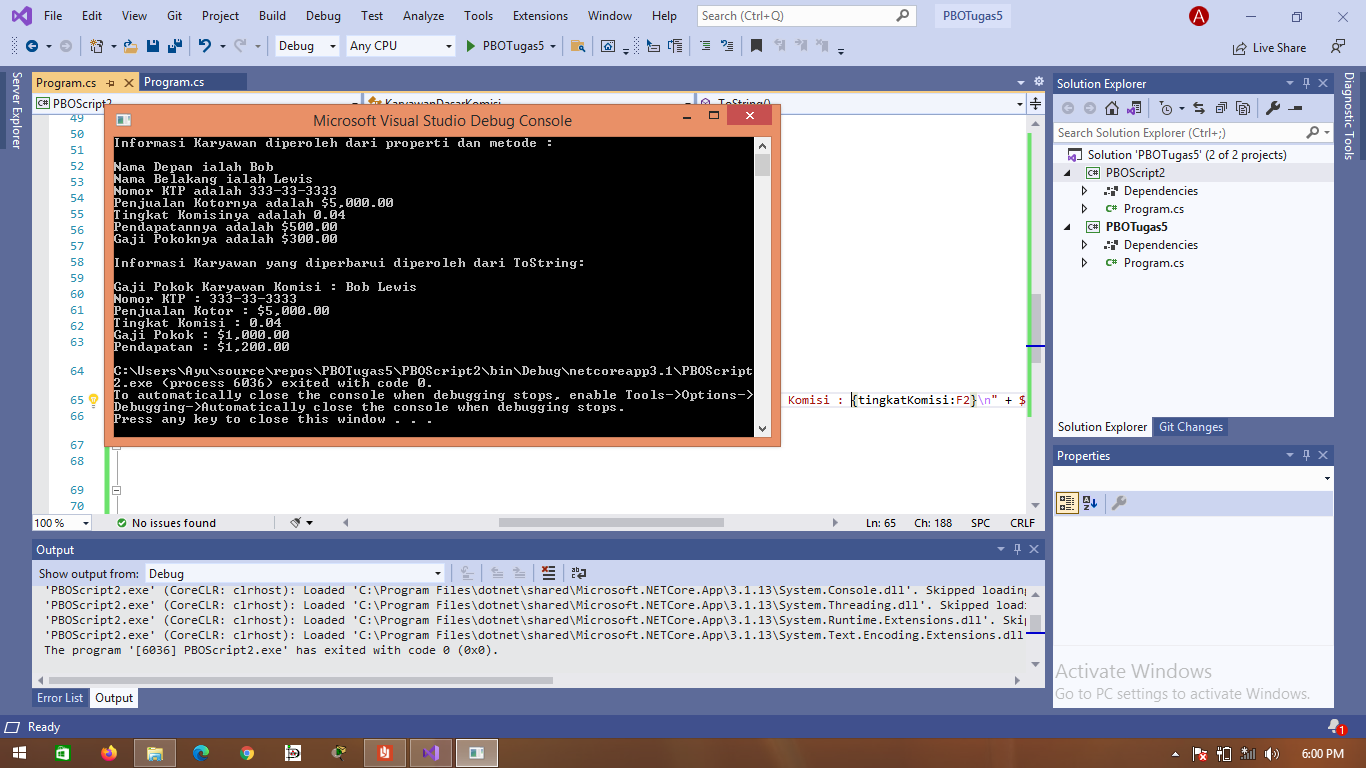 File Edit View Git Project Build Debug Test Analyze Tools Extensions Window Help Search (Ctrl+Q) PBOTugas5 A
Debug Any CPU PBOTugas5 Live Share
Server Explorer
Program.cs Program.cs
PBOScript2 KaryawanDasarKomisi ToString()
49
50
51
52
53
54
55
56
57
58
59
60
61
62
63
64
65
66
67
68
69
70
Microsoft Visual Studio Debug Console
Informasi Karyawan diperoleh dari properti dan metode :
Nama Depan ialah Bob
Nama Belakang ialah Lewis
Nomor KTP adalah 333-33-3333
Penjualan Kotornya adalah $5,000.00
Tingkat Komisinya adalah 0.04
Pendapatannya adalah $500.00
Gaji Pokoknya adalah $300.00
Informasi Karyawan yang diperbarui diperoleh dari ToString:
Gaji Pokok Karyawan Komisi : Bob Lewis
Nomor KTP : 333-33-3333
Penjualan Kotor : $5,000.00
Tingkat Komisi : 0.04
Gaji Pokok : $1,000.00
Pendapatan : $1,200.00
C:\Users\Ayu\source\repos\PBOTugas5\PBOScript2\bin\Debug\netcoreapp3.1\PBOScript
2.exe (process 6036) exited with code 0.
To automatically close the console when debugging stops, enable Tools->Options->
Debugging->Automatically close the console when debugging stops.
Press any key to close this window . . .
Komisi : {tingkatKomisi:F2}\n" + $
100 % No issues found Ln: 65 Ch: 188 SPC CRLF
Output
Show output from: Debug
'PBOScript2.exe' (CoreCLR: clrhost): Loaded 'C:\Program Files\dotnet\shared\Microsoft.NETCore.App\3.1.13\System.Console.dll'. Skipped loading
'PBOScript2.exe' (CoreCLR: clrhost): Loaded 'C:\Program Files\dotnet\shared\Microsoft.NETCore.App\3.1.13\System.Threading.dll'. Skipped loadi
'PBOScript2.exe' (CoreCLR: clrhost): Loaded 'C:\Program Files\dotnet\shared\Microsoft.NETCore.App\3.1.13\System.Runtime.Extensions.dll'. Skip
'PBOScript2.exe' (CoreCLR: clrhost): Loaded 'C:\Program Files\dotnet\shared\Microsoft.NETCore.App\3.1.13\System.Text.Encoding.Extensions.dll'
The program '[6036] PBOScript2.exe' has exited with code 0 (0x0).
Error List Output
Solution Explorer
Search Solution Explorer (Ctrl+;)
Solution 'PBOTugas5' (2 of 2 projects)
PBOScript2
Dependencies
C# Program.cs
PBOTugas5
Dependencies
C# Program.cs
Solution Explorer Git Changes
Properties
Diagnostic Tools
Activate Windows
Go to PC settings to activate Windows.
Ready 1
6:00 PM